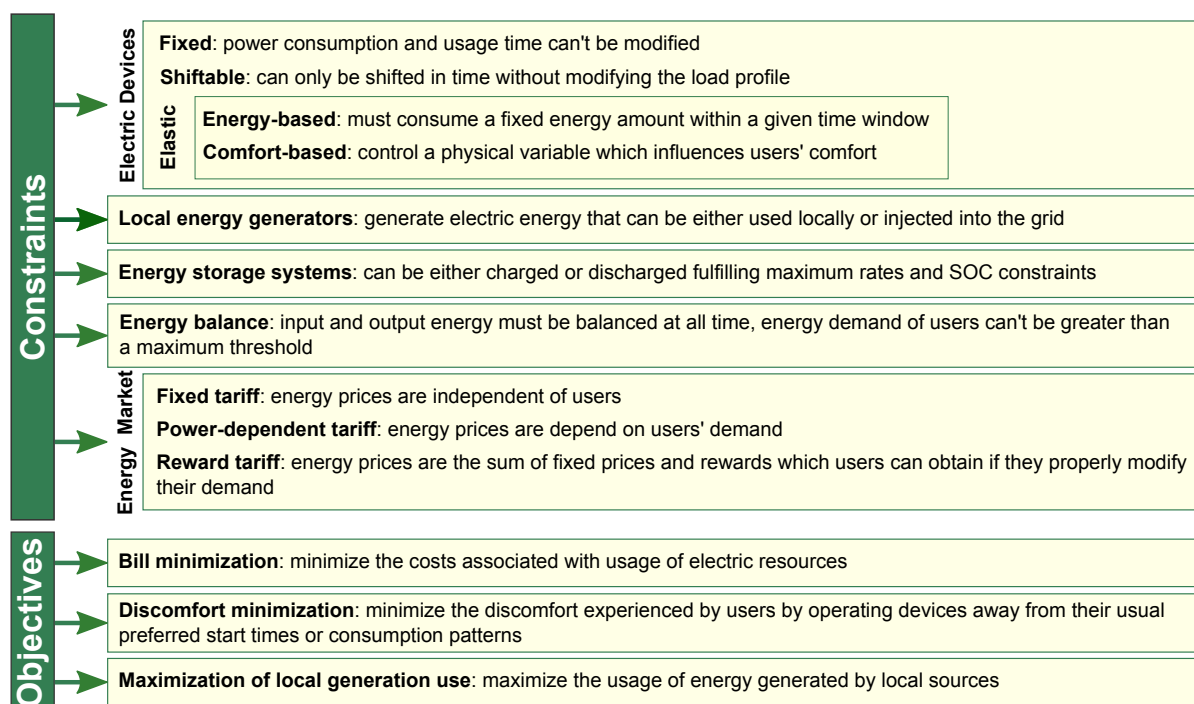 Constraints
Electric Devices
Fixed: power consumption and usage time can't be modified
Shiftable: can only be shifted in time without modifying the load profile
Elastic
Energy-based: must consume a fixed energy amount within a given time window
Comfort-based: control a physical variable which influences users' comfort
Local energy generators: generate electric energy that can be either used locally or injected into the grid
Energy storage systems: can be either charged or discharged fulfilling maximum rates and SOC constraints
Energy balance: input and output energy must be balanced at all time, energy demand of users can't be greater than
a maximum threshold
Energy Market
Fixed tariff: energy prices are independent of users
Power-dependent tariff: energy prices are depend on users' demand
Reward tariff: energy prices are the sum of fixed prices and rewards which users can obtain if they properly modify
their demand
Objectives
Bill minimization: minimize the costs associated with usage of electric resources
Discomfort minimization: minimize the discomfort experienced by users by operating devices away from their usual
preferred start times or consumption patterns
Maximization of local generation use: maximize the usage of energy generated by local sources